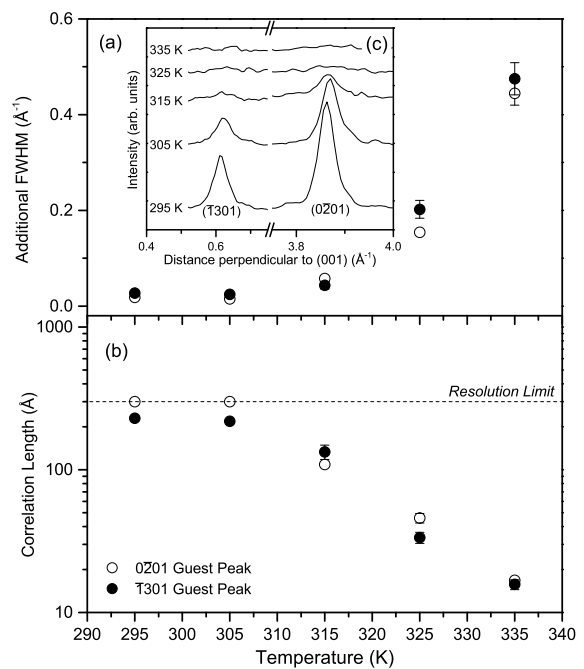 0.6
(a)
335 K
(c)
325 K
315 K
305 K
295 K
(1̅301)
(02̅01)
Intensity (arb. units)
0.4
0.6
3.8
4.0
Distance perpendicular to (001) (Å⁻¹)
Additional FWHM (Å⁻¹)
0.4
0.2
0.0
1000
(b)
Resolution Limit
Correlation Length (Å)
100
02̅01 Guest Peak
1̅301 Guest Peak
10
290 295 300 305 310 315 320 325 330 335 340
Temperature (K)